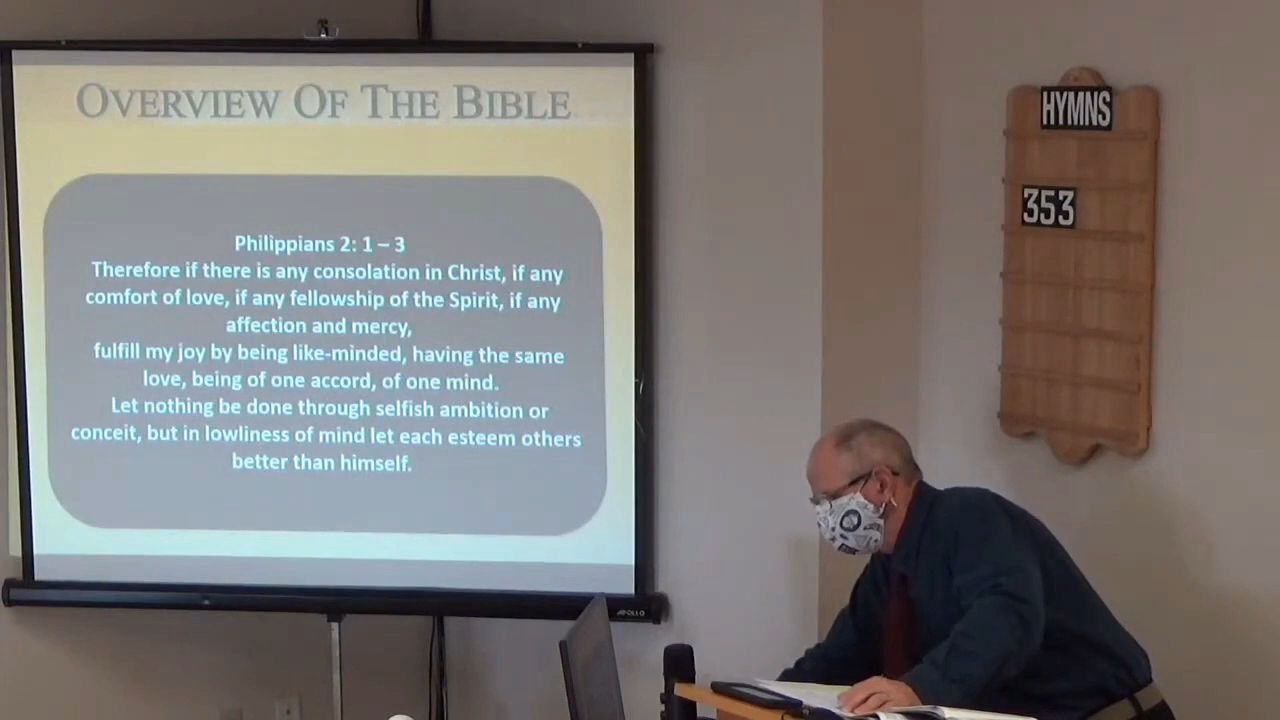 OVERVIEW OF THE BIBLE
Philippians 2: 1 – 3
Therefore if there is any consolation in Christ, if any
comfort of love, if any fellowship of the Spirit, if any
affection and mercy,
fulfill my joy by being like-minded, having the same
love, being of one accord, of one mind.
Let nothing be done through selfish ambition or
conceit, but in lowliness of mind let each esteem others
better than himself.
APOLLO
HYMNS
353